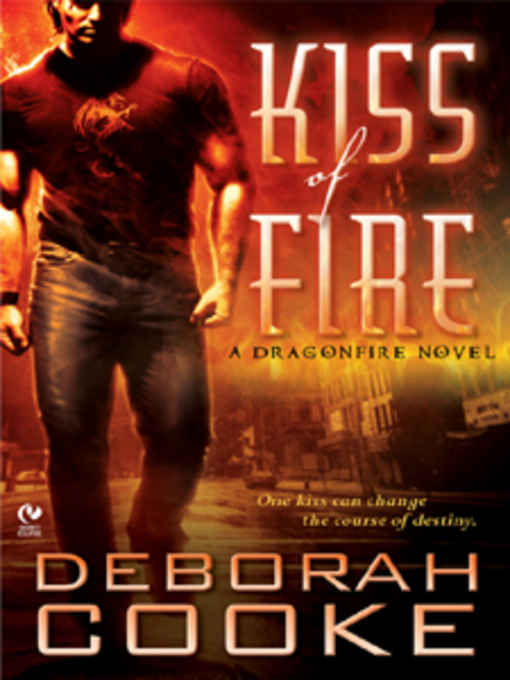 KISS
of
FIRE
A DRAGONFIRE NOVEL
One kiss can change
the course of destiny.
DEBORAH
COOKE